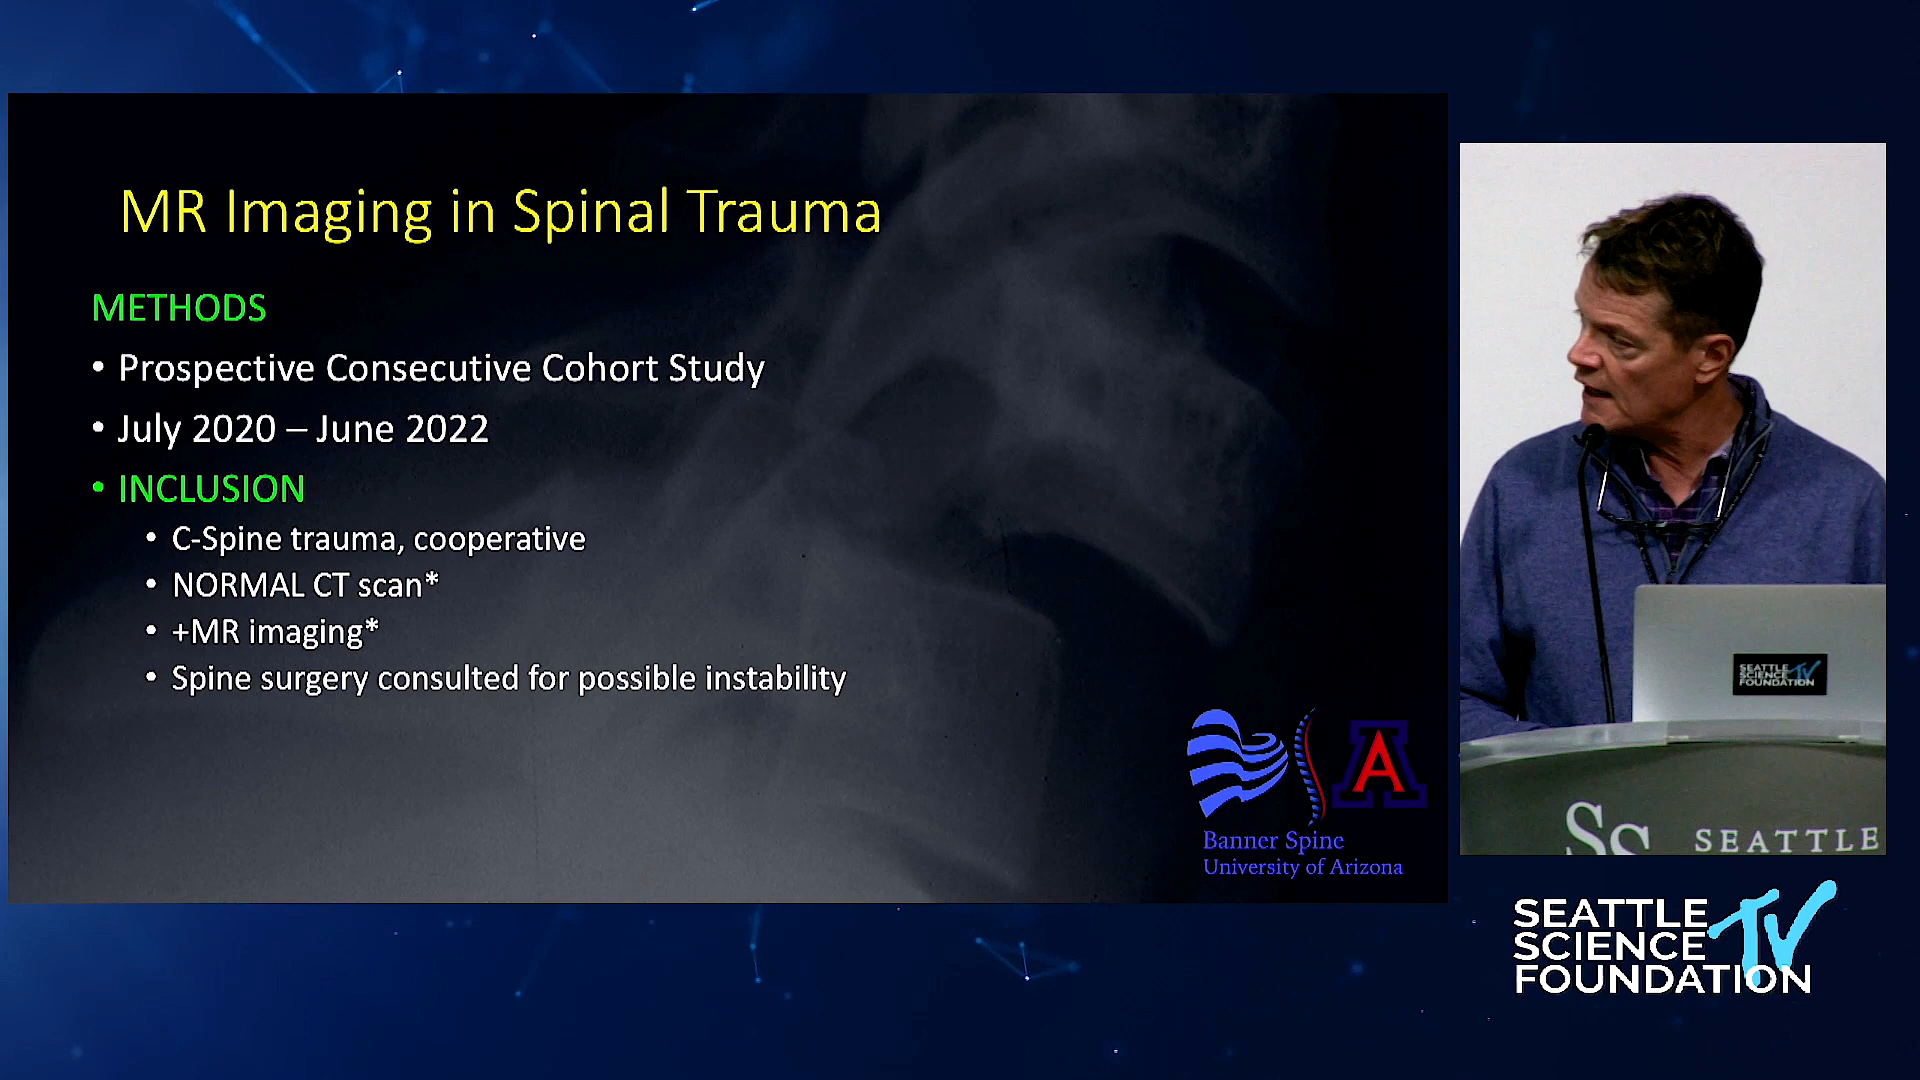 MR Imaging in Spinal Trauma
METHODS
• Prospective Consecutive Cohort Study
• July 2020 – June 2022
• INCLUSION
• C-Spine trauma, cooperative
• NORMAL CT scan*
• +MR imaging*
• Spine surgery consulted for possible instability
A
Banner Spine
University of Arizona
SEATTLE
SCIENCE
FOUNDATION
TV
SS SEATTLE
SEATTLE
SCIENCE
FOUNDATION
TV